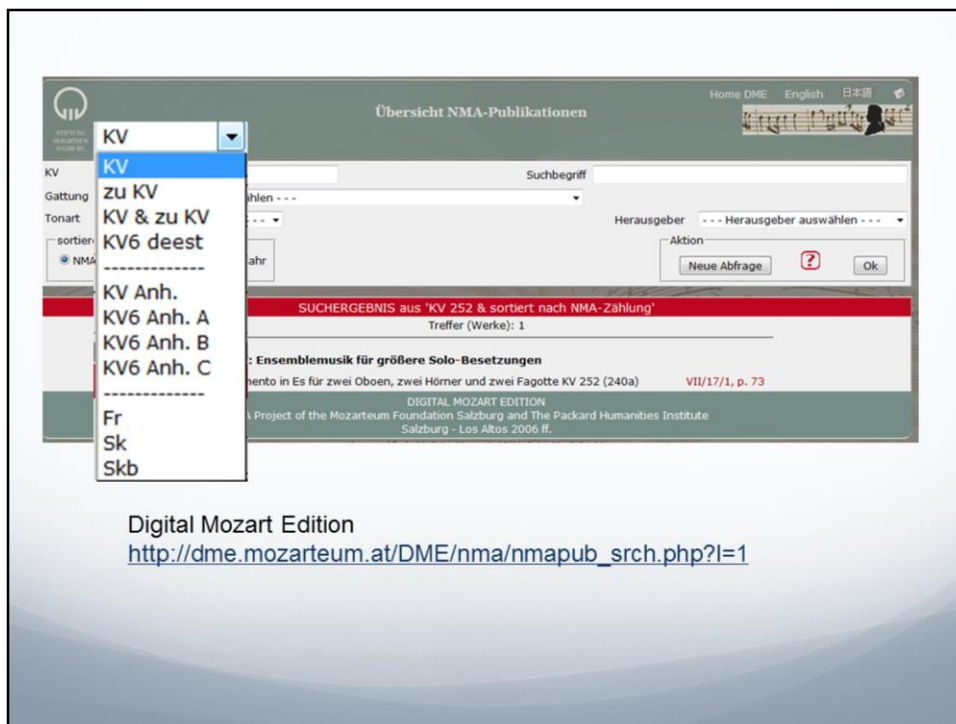 Home DME English 日本語
Übersicht NMA-Publikationen
STIFTUNG
MOZARTEUM
SALZBURG
KV
KV
zu KV
KV & zu KV
KV6 deest
-------------
KV Anh.
KV6 Anh. A
KV6 Anh. B
KV6 Anh. C
-------------
Fr
Sk
Skb
KV
Suchbegriff
Gattung
hlen - - -
Tonart
- - -
Herausgeber - - - Herausgeber auswählen - - -
sortier
Aktion
NMA
ahr
Neue Abfrage ? Ok
SUCHERGEBNIS aus 'KV 252 & sortiert nach NMA-Zählung'
Treffer (Werke): 1
: Ensemblemusik für größere Solo-Besetzungen
mento in Es für zwei Oboen, zwei Hörner und zwei Fagotte KV 252 (240a) VII/17/1, p. 73
DIGITAL MOZART EDITION
A Project of the Mozarteum Foundation Salzburg and The Packard Humanities Institute
Salzburg - Los Altos 2006 ff.
Digital Mozart Edition
http://dme.mozarteum.at/DME/nma/nmapub_srch.php?l=1